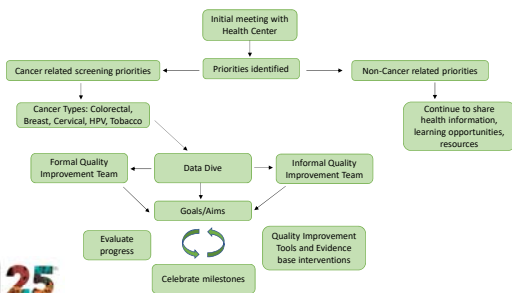 Initial meeting with
Health Center
Cancer related screening priorities
Priorities identified
Non-Cancer related priorities
Cancer Types: Colorectal,
Breast, Cervical, HPV, Tobacco
Continue to share
health information,
learning opportunities,
resources
Formal Quality
Improvement Team
Data Dive
Informal Quality
Improvement Team
Goals/Aims
Evaluate
progress
Quality Improvement
Tools and Evidence
base interventions
Celebrate milestones
25